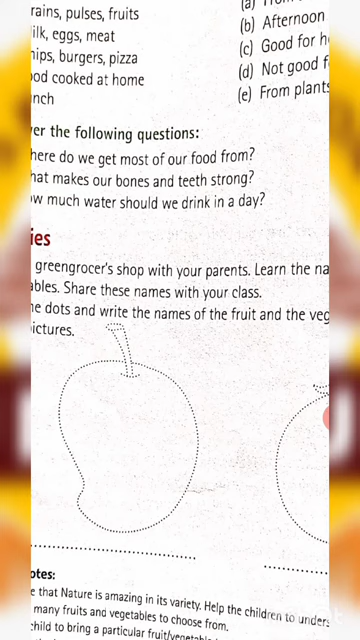 rains, pulses, fruits
ilk, eggs, meat
hips, burgers, pizza
od cooked at home
nch
(a)
(b) Afternoon
(c) Good for h
(d) Not good f
(e) From plants
er the following questions:
here do we get most of our food from?
hat makes our bones and teeth strong?
ow much water should we drink in a day?
ies
greengrocer's shop with your parents. Learn the na
ables. Share these names with your class.
he dots and write the names of the fruit and the veg
ictures.
otes:
e that Nature is amazing in its variety. Help the children to unders
many fruits and vegetables to choose from.
child to bring a particular fruit/vegetabl